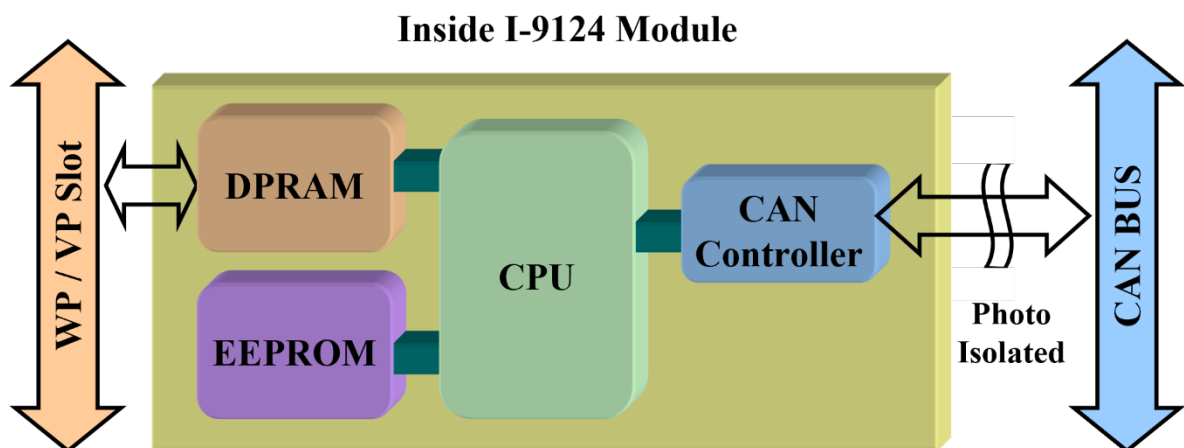 Inside I-9124 Module
WP / VP Slot
DPRAM
EEPROM
CPU
CAN
Controller
Photo
Isolated
CAN BUS